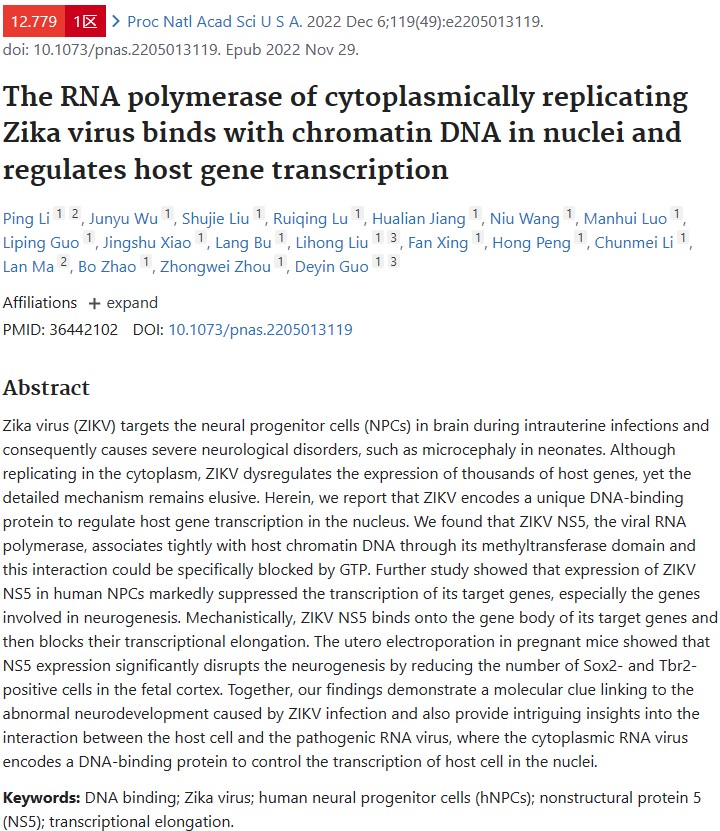 12.779 1区 > Proc Natl Acad Sci U S A. 2022 Dec 6;119(49):e2205013119.
doi: 10.1073/pnas.2205013119. Epub 2022 Nov 29.
The RNA polymerase of cytoplasmically replicating
Zika virus binds with chromatin DNA in nuclei and
regulates host gene transcription
Ping Li 1 2, Junyu Wu 1, Shujie Liu 1, Ruiqing Lu 1, Hualian Jiang 1, Niu Wang 1, Manhui Luo 1,
Liping Guo 1, Jingshu Xiao 1, Lang Bu 1, Lihong Liu 1 3, Fan Xing 1, Hong Peng 1, Chunmei Li 1,
Lan Ma 2, Bo Zhao 1, Zhongwei Zhou 1, Deyin Guo 1 3
Affiliations + expand
PMID: 36442102 DOI: 10.1073/pnas.2205013119
Abstract
Zika virus (ZIKV) targets the neural progenitor cells (NPCs) in brain during intrauterine infections and
consequently causes severe neurological disorders, such as microcephaly in neonates. Although
replicating in the cytoplasm, ZIKV dysregulates the expression of thousands of host genes, yet the
detailed mechanism remains elusive. Herein, we report that ZIKV encodes a unique DNA-binding
protein to regulate host gene transcription in the nucleus. We found that ZIKV NS5, the viral RNA
polymerase, associates tightly with host chromatin DNA through its methyltransferase domain and
this interaction could be specifically blocked by GTP. Further study showed that expression of ZIKV
NS5 in human NPCs markedly suppressed the transcription of its target genes, especially the genes
involved in neurogenesis. Mechanistically, ZIKV NS5 binds onto the gene body of its target genes and
then blocks their transcriptional elongation. The utero electroporation in pregnant mice showed that
NS5 expression significantly disrupts the neurogenesis by reducing the number of Sox2- and Tbr2-
positive cells in the fetal cortex. Together, our findings demonstrate a molecular clue linking to the
abnormal neurodevelopment caused by ZIKV infection and also provide intriguing insights into the
interaction between the host cell and the pathogenic RNA virus, where the cytoplasmic RNA virus
encodes a DNA-binding protein to control the transcription of host cell in the nuclei.
Keywords: DNA binding; Zika virus; human neural progenitor cells (hNPCs); nonstructural protein 5
(NS5); transcriptional elongation.